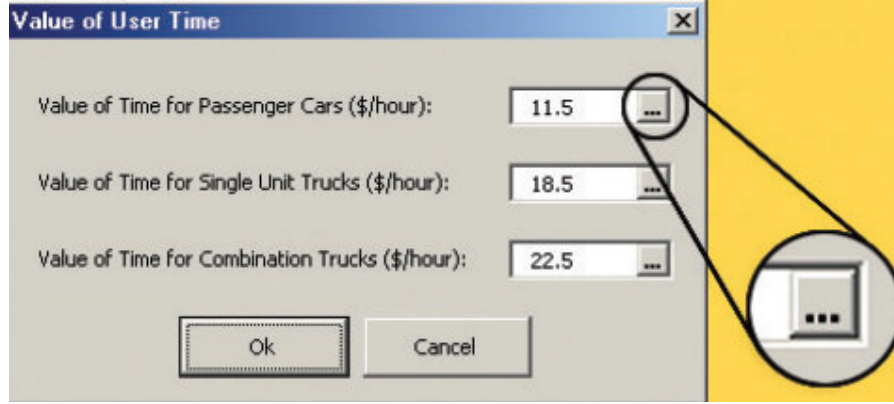 Value of User Time
Value of Time for Passenger Cars ($/hour): 11.5 ...
Value of Time for Single Unit Trucks ($/hour): 18.5 ...
Value of Time for Combination Trucks ($/hour): 22.5 ...
Ok Cancel
...